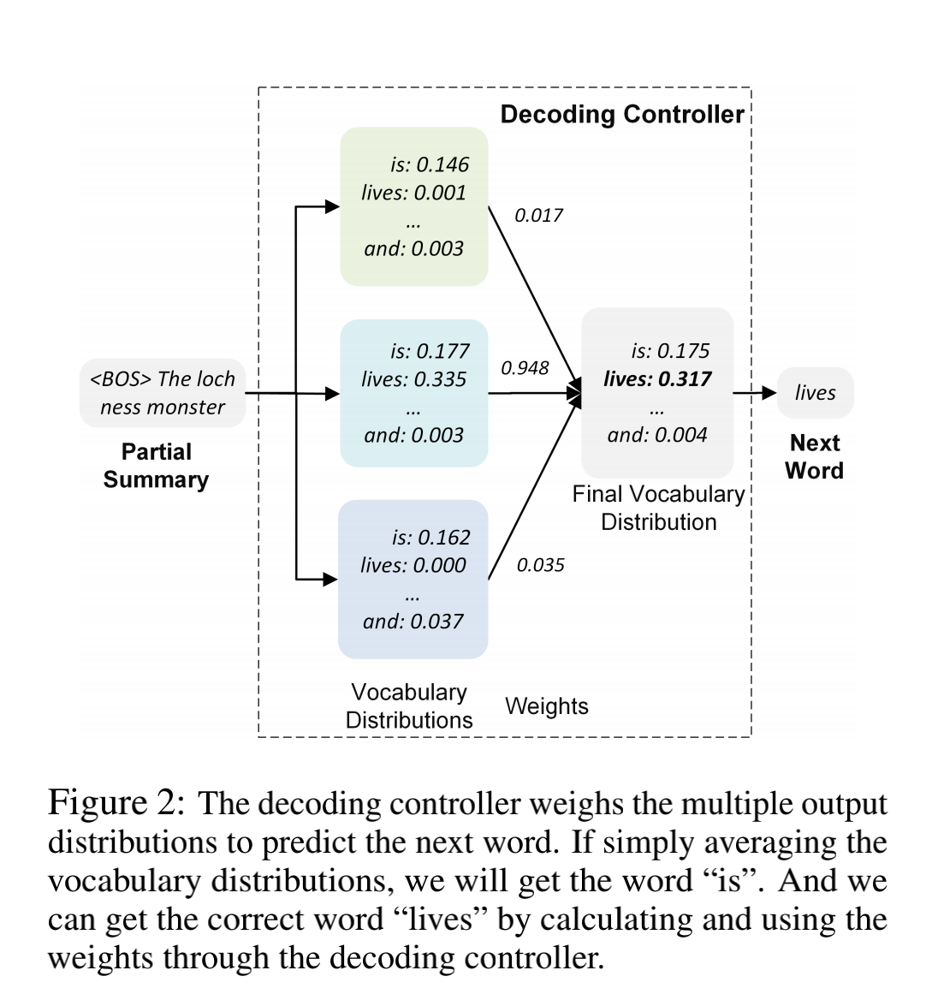 Decoding Controller
is: 0.146
lives: 0.001
...
and: 0.003
0.017
<BOS> The loch
ness monster
Partial
Summary
is: 0.177
lives: 0.335
...
and: 0.003
0.948
is: 0.175
lives: 0.317
...
and: 0.004
Final Vocabulary
Distribution
lives
Next
Word
is: 0.162
lives: 0.000
...
and: 0.037
0.035
Vocabulary
Distributions
Weights
Figure 2: The decoding controller weighs the multiple output
distributions to predict the next word. If simply averaging the
vocabulary distributions, we will get the word “is”. And we
can get the correct word “lives” by calculating and using the
weights through the decoding controller.